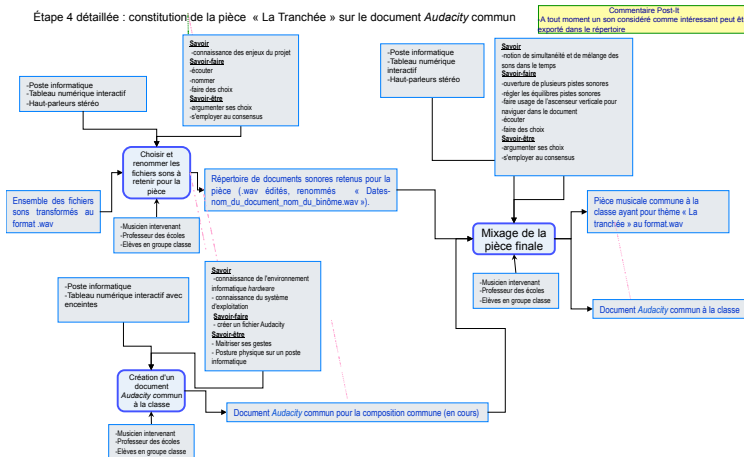 Étape 4 détaillée : constitution de la pièce « La Tranchée » sur le document Audacity commun
Commentaire Post-It
-A tout moment un son considéré comme intéressant peut êt
exporté dans le répertoire
Savoir
-connaissance des enjeux du projet
Savoir-faire
-écouter
-nommer
-faire des choix
Savoir-être
-argumenter ses choix
-s'employer au consensus
-Poste informatique
-Tableau numérique interactif
-Haut-parleurs stéréo
-Poste informatique
-Tableau numérique
interactif
-Haut-parleurs stéréo
Savoir
-notion de simultanéité et de mélange des
sons dans le temps
Savoir-faire
-ouverture de plusieurs pistes sonores
-régler les équilibres pistes sonores
-faire usage de l'ascenseur verticale pour
naviguer dans le document
-écouter
-faire des choix
Savoir-être
-argumenter ses choix
-s'employer au consensus
Choisir et
renommer les
fichiers sons à
retenir pour la
pièce
Ensemble des fichiers
sons transformés au
format .wav
Répertoire de documents sonores retenus pour la
pièce (.wav édités, renommés « Dates-
nom_du_document_nom_du_binôme.wav »).
-Musicien intervenant
-Professeur des écoles
-Elèves en groupe classe
Mixage de la
pièce finale
Pièce musicale commune à la
classe ayant pour thème « La
tranchée » au format.wav
-Musicien intervenant
-Professeur des écoles
-Elèves en groupe classe
Document Audacity commun à la classe
-Poste informatique
-Tableau numérique interactif avec
enceintes
Savoir
-connaissance de l'environnement
informatique hardware
- connaissance du système
d'exploitation
Savoir-faire
- créer un fichier Audacity
Savoir-être
- Maitriser ses gestes
- Posture physique sur un poste
informatique
Création d'un
document
Audacity commun
à la classe
Document Audacity commun pour la composition commune (en cours)
-Musicien intervenant
-Professeur des écoles
-Elèves en groupe classe